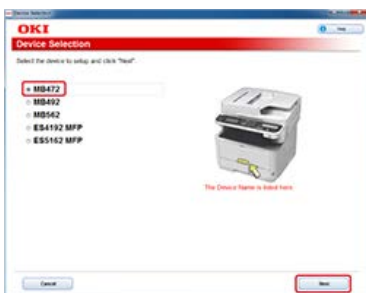 Device Selection
OKI
Help
Device Selection
Select the device to setup and click "Next".
MB472
MB492
MB562
ES4192 MFP
ES5162 MFP
The Device Name is listed here
Cancel
Next